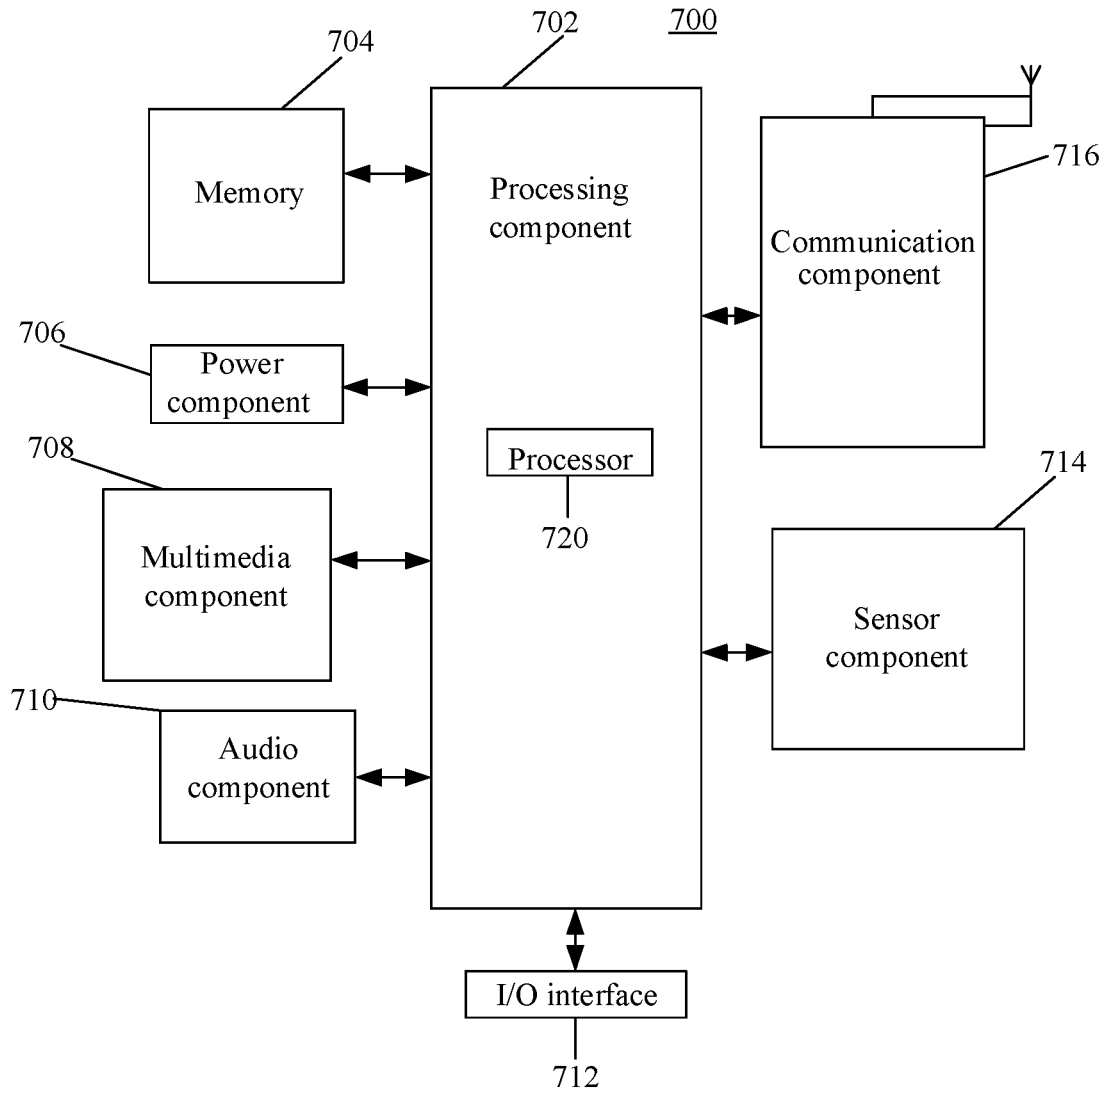 700
702
704
Memory
Processing
component
716
Communication
component
706
Power
component
708
Multimedia
component
Processor
720
714
Sensor
component
710
Audio
component
I/O interface
712